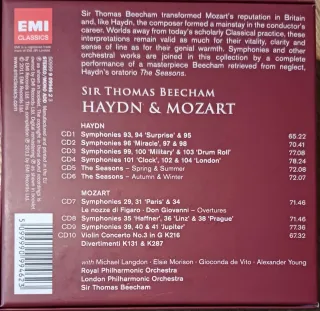 EMI
CLASSICS
Sir Thomas Beecham transformed Mozart's reputation in Britain
and, like Haydn, the composer formed a mainstay in the conductor's
career. Worlds away from today's scholarly Classical practice, these
interpretations remain valid as much for their vitality, clarity and
sense of line as for their genial warmth. Symphonies and other
orchestral works are joined in this collection by a complete
performance of a masterpiece Beecham retrieved from neglect,
Haydn's oratorio The Seasons.
SIR THOMAS BEECHAM
HAYDN & MOZART
HAYDN
CD1 Symphonies 93, 94 'Surprise' & 95 65.22
CD2 Symphonies 96 'Miracle', 97 & 98 70.41
CD3 Symphonies 99, 100 'Military' & 103 'Drum Roll' 77.08
CD4 Symphonies 101 'Clock', 102 & 104 'London' 78.24
CD5 The Seasons – Spring & Summer 72.08
CD6 The Seasons – Autumn & Winter 72.07
MOZART
CD7 Symphonies 29, 31 'Paris' & 34 71.46
Le nozze di Figaro · Don Giovanni – Overtures
CD8 Symphonies 35 'Haffner', 36 'Linz' & 38 'Prague' 71.46
CD9 Symphonies 39, 40 & 41 'Jupiter' 77.36
CD10 Violin Concerto No.3 in G K216 67.32
Divertimenti K131 & K287
with Michael Langdon · Elsie Morison · Gioconda de Vito · Alexander Young
Royal Philharmonic Orchestra
London Philharmonic Orchestra
Sir Thomas Beecham
5099909994623